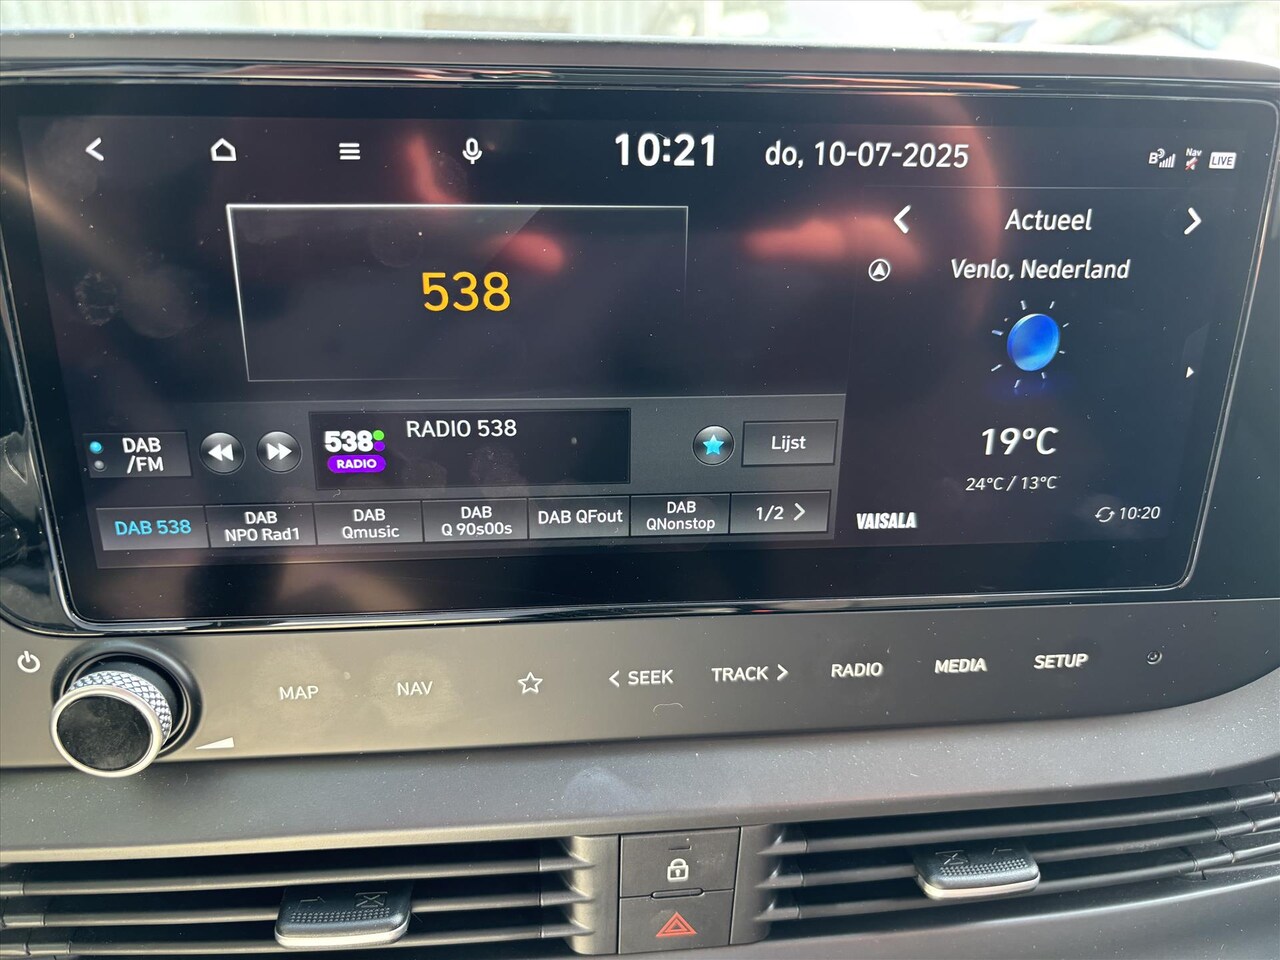 10:21
do, 10-07-2025
Nav
LIVE
538
Actueel
Venlo, Nederland
19°C
24°C / 13°C
VAISALA
10:20
DAB
/FM
538
RADIO
RADIO 538
Lijst
DAB 538
DAB
NPO Rad1
DAB
Qmusic
DAB
Q 90s00s
DAB QFout
DAB
QNonstop
1/2
MAP
NAV
SEEK
TRACK
RADIO
MEDIA
SETUP